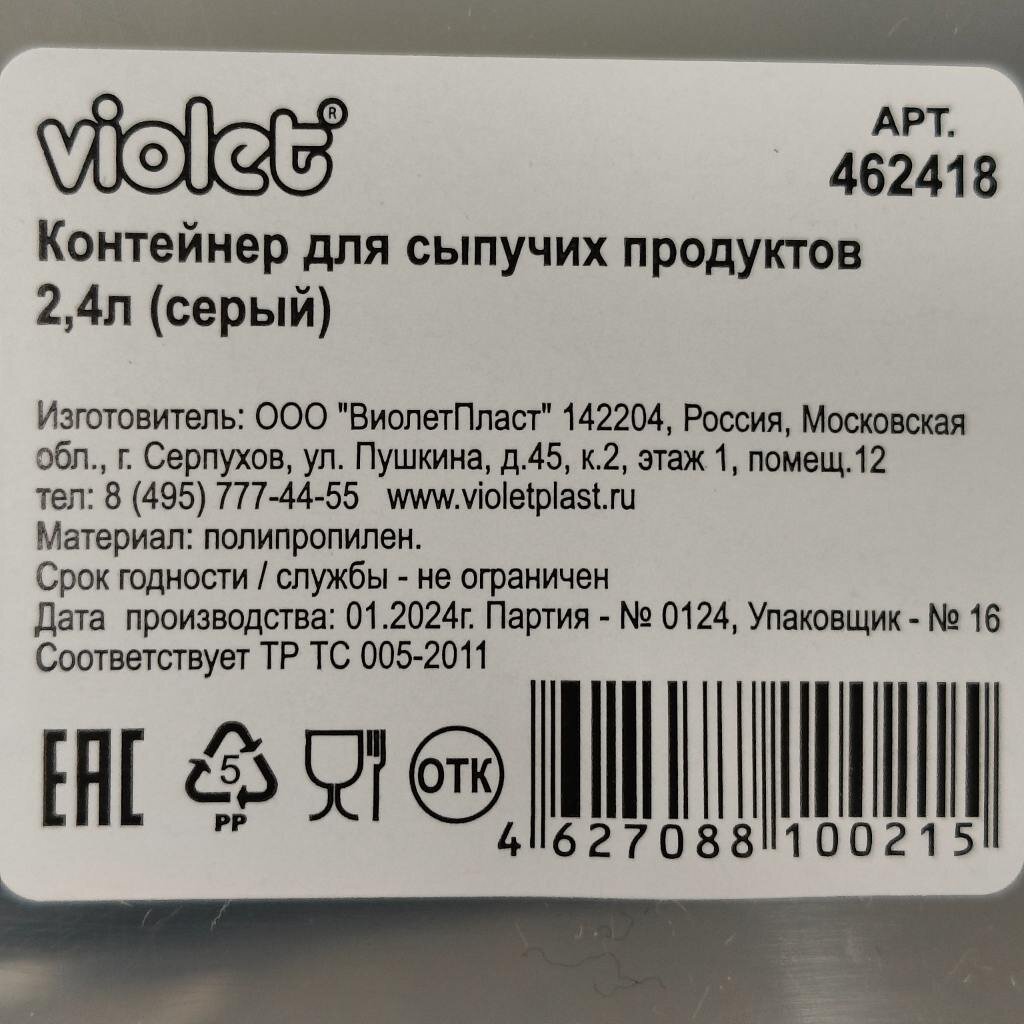 violet®
АРТ.
462418
Контейнер для сыпучих продуктов
2,4л (серый)
Изготовитель: ООО "ВиолетПласт" 142204, Россия, Московская
обл., г. Серпухов, ул. Пушкина, д.45, к.2, этаж 1, помещ.12
тел: 8 (495) 777-44-55 www.violetplast.ru
Материал: полипропилен.
Срок годности / службы - не ограничен
Дата производства: 01.2024г. Партия - № 0124, Упаковщик - № 16
Соответствует ТР ТС 005-2011
ЕАС
5
PP
ОТК
4 627088 100215